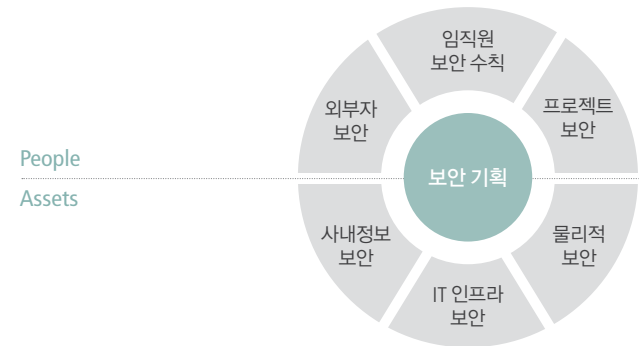 임직원
보안 수칙
외부자
보안
프로젝트
보안
People
보안 기획
Assets
사내정보
보안
물리적
보안
IT 인프라
보안